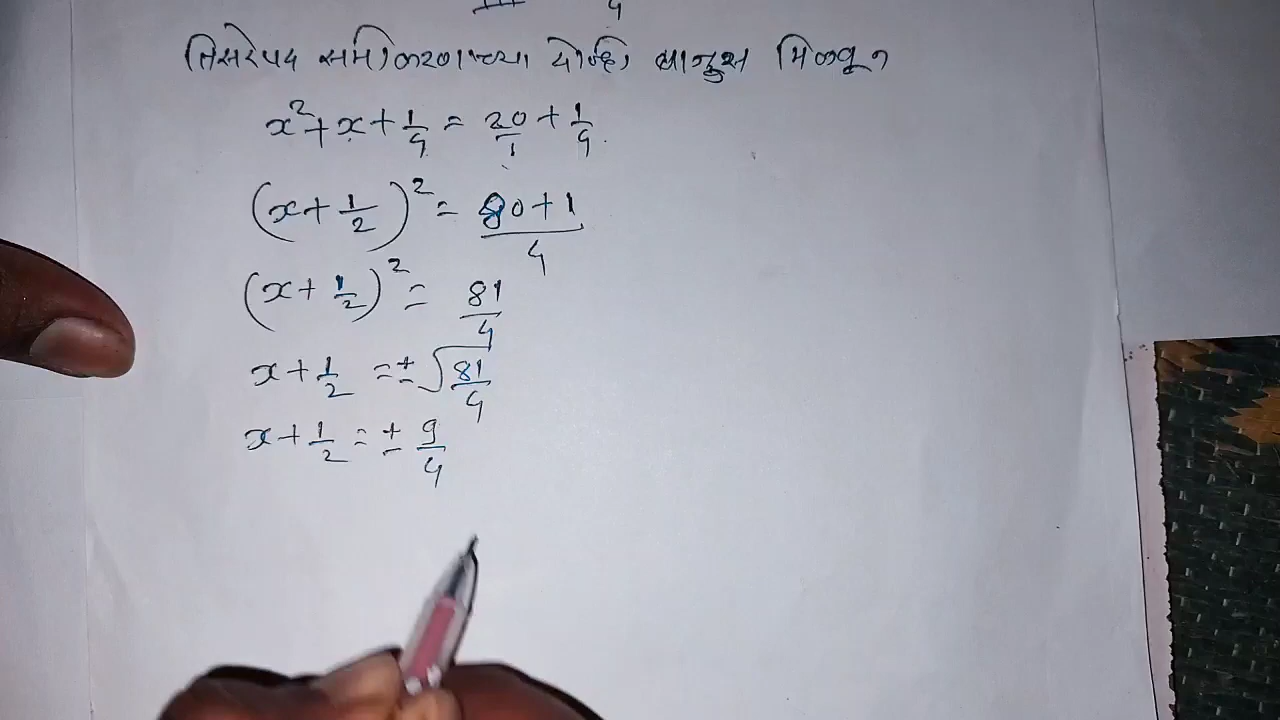 4
तिसरे पद समीकरणाच्या दोन्ही बाजुस मिळवून
x² + x + 1/4 = 20/1 + 1/4
(x + 1/2)² = 80+1/4
(x + 1/2)² = 81/4
x + 1/2 = ± √81/4
x + 1/2 = ± 9/4